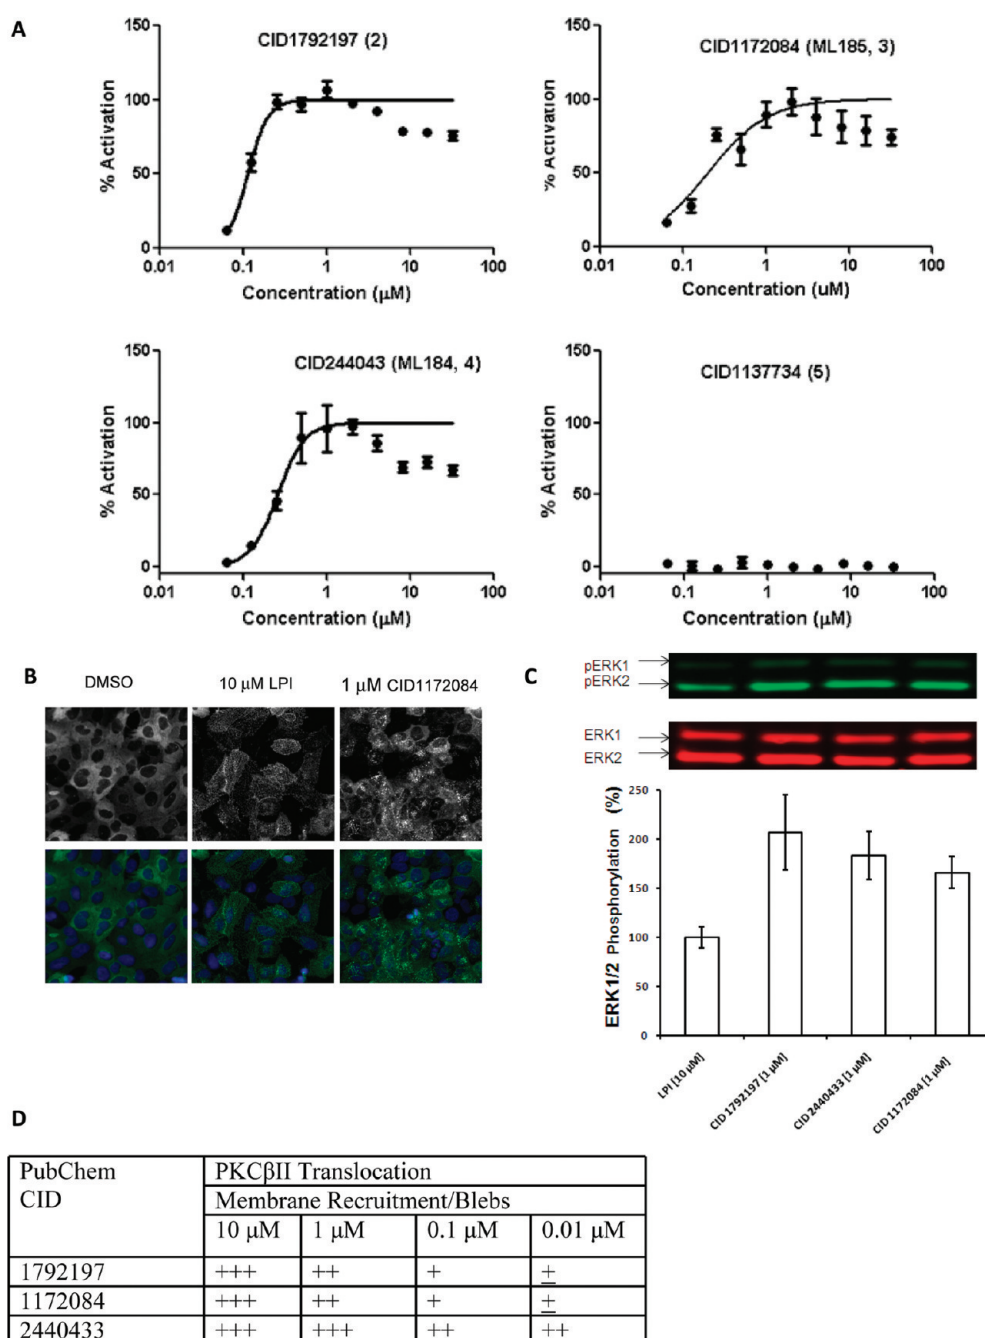 A
CID1792197 (2)
150
100
50
0
% Activation
0.01 0.1 1 10 100
Concentration (µM)
CID1172084 (ML185, 3)
150
100
50
0
% Activation
0.01 0.1 1 10 100
Concentration (uM)
CID244043 (ML184, 4)
150
100
50
0
% Activation
0.01 0.1 1 10 100
Concentration (µM)
CID1137734 (5)
150
100
50
0
% Activation
0.01 0.1 1 10 100
Concentration (µM)
B
DMSO
10 µM LPI
1 µM CID1172084
C
pERK1
pERK2
ERK1
ERK2
250
200
150
100
50
0
ERK1/2 Phosphorylation (%)
LPI [10 µM]
CID1792197 [1 µM]
CID2440433 [1 µM]
CID1172084 [1 µM]
D
PubChem CID
PKCβII Translocation
Membrane Recruitment/Blebs
10 µM 1 µM 0.1 µM 0.01 µM
1792197 +++ ++ + ±
1172084 +++ ++ + ±
2440433 +++ +++ ++ ++